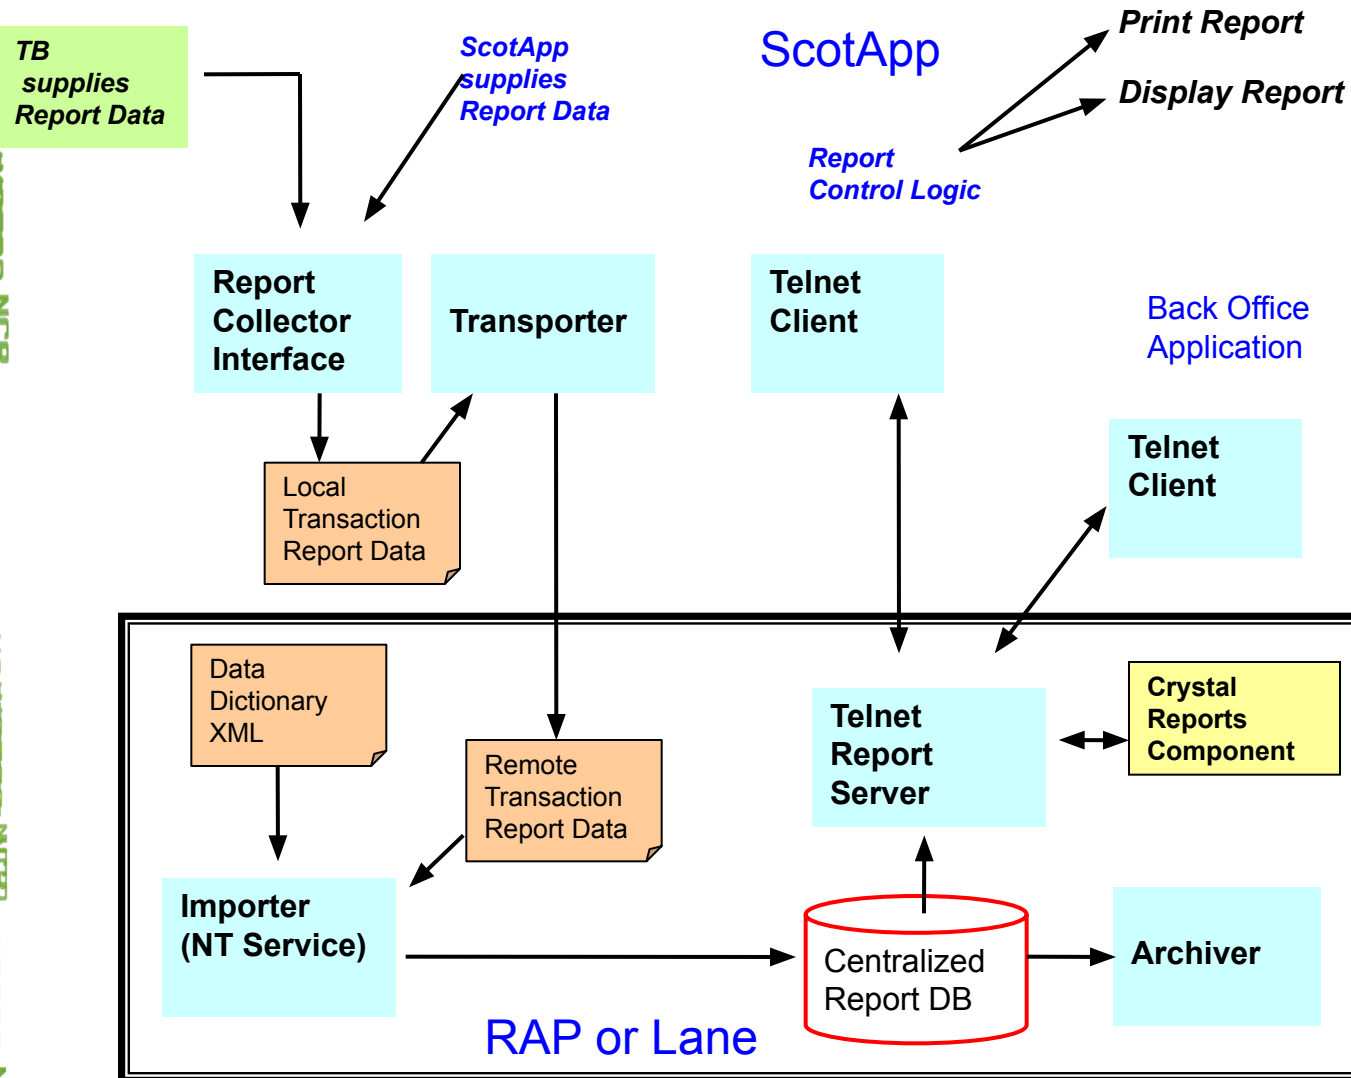 TB
supplies
Report Data
ScotApp
supplies
Report Data
ScotApp
Print Report
Display Report
Report
Control Logic
Report
Collector
Interface
Transporter
Telnet
Client
Back Office
Application
Telnet
Client
Local
Transaction
Report Data
Data
Dictionary
XML
Remote
Transaction
Report Data
Telnet
Report
Server
Crystal
Reports
Component
Importer
(NT Service)
Centralized
Report DB
Archiver
RAP or Lane